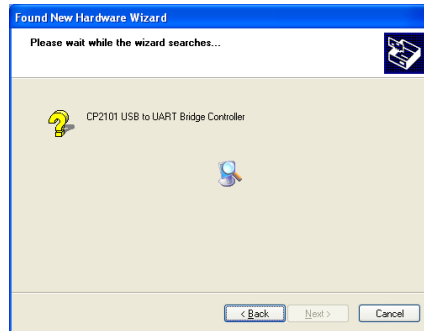 Found New Hardware Wizard
Please wait while the wizard searches...
CP2101 USB to UART Bridge Controller
< Back
Next >
Cancel